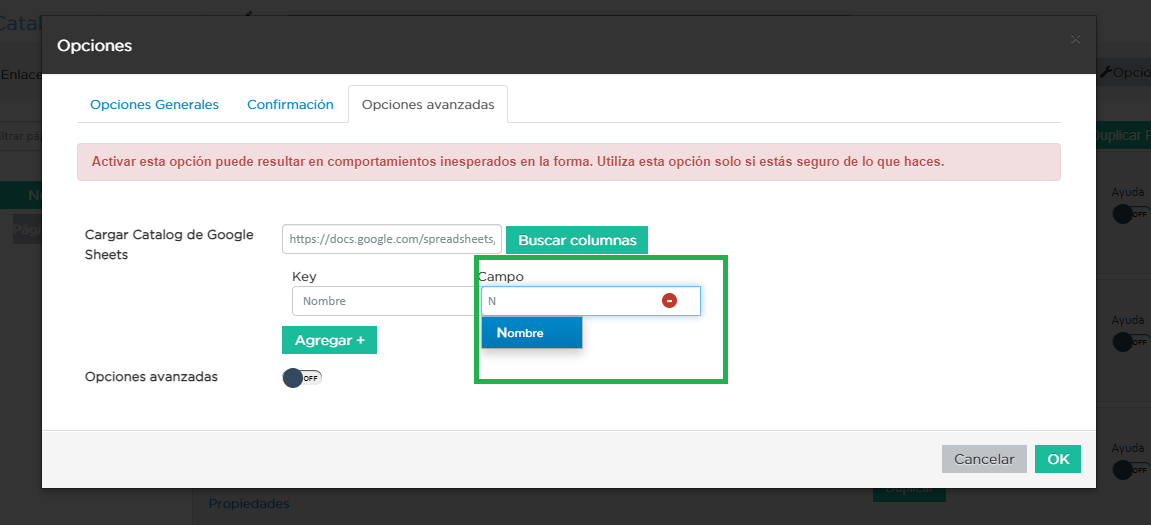 Catal
Opciones
×
Enlace
Opcio
Opciones Generales
Confirmación
Opciones avanzadas
iltrar pág
Duplicar P
Activar esta opción puede resultar en comportamientos inesperados en la forma. Utiliza esta opción solo si estás seguro de lo que haces.
Ayuda
OFF
Cargar Catalog de Google
Sheets
https://docs.google.com/spreadsheets,
Buscar columnas
Key
Campo
Nombre
N
Nombre
Agregar +
Ayuda
OFF
Opciones avanzadas
OFF
Cancelar
OK
Ayuda
OFF
Duplicar
Propiedades